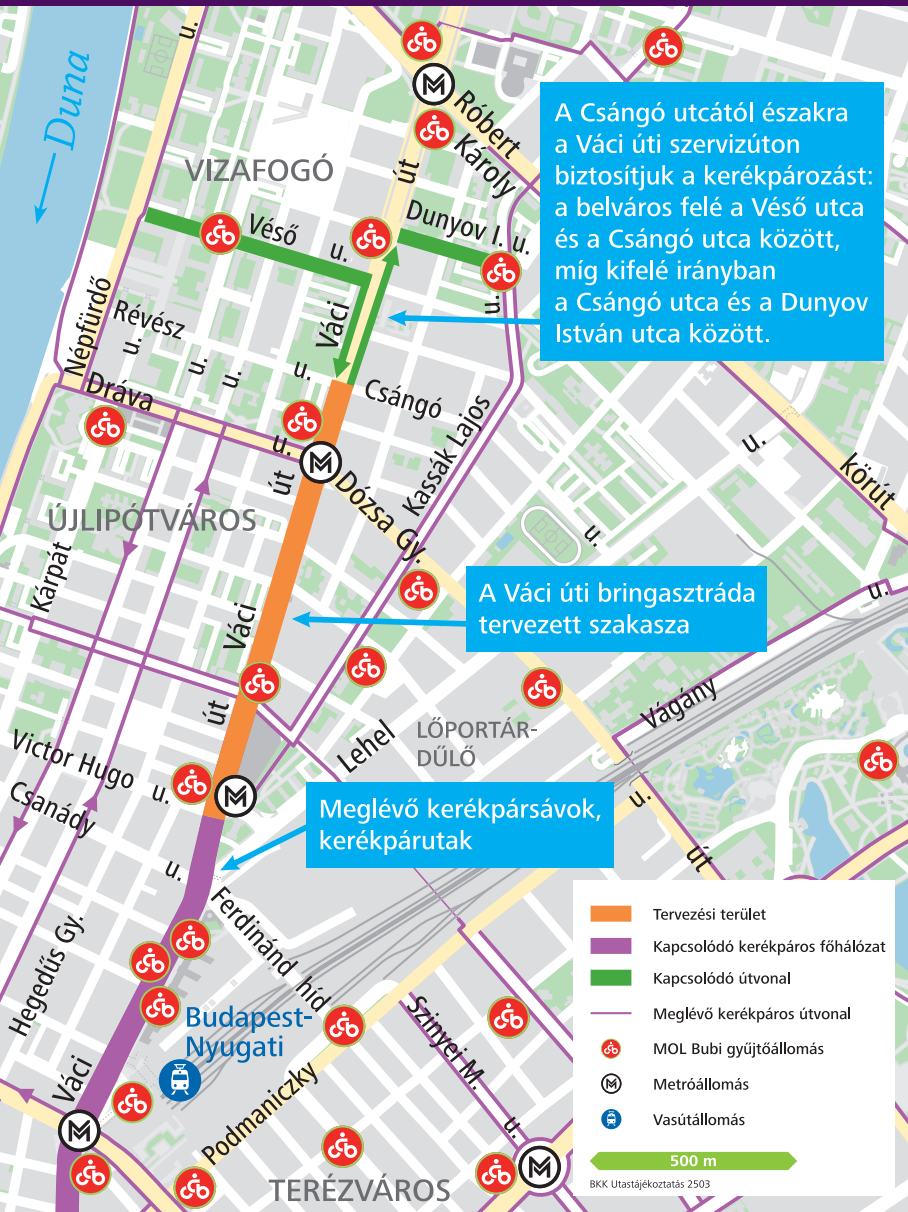 u.
Duna
Róbert
Károly
út
VIZAFOGÓ
A Csángó utcától északra
a Váci úti szervizúton
biztosítjuk a kerékpározást:
a belváros felé a Véső utca
és a Csángó utca között,
míg kifelé irányban
a Csángó utca és a Dunyov
István utca között.
Dunyov I. u.
Véső
u.
u.
Népfürdő
Révész
u.
u.
u.
u.
Váci
Csángó
Dráva
u.
út
Kassák Lajos
u.
körút
Dózsa Gy.
ÚJLIPÓTVÁROS
u.
Kárpát
A Váci úti bringasztráda
tervezett szakasza
u.
Váci
út
Vágány
LŐPORTÁR-
DŰLŐ
Lehel
Victor Hugo
u.
Csanády
u.
Meglévő kerékpársávok,
kerékpárutak
u.
út
Ferdinánd híd
Hegedűs Gy.
Budapest-
Nyugati
Szinyei M.
u.
Váci
Podmaniczky
TERÉZVÁROS
Tervezési terület
Kapcsolódó kerékpáros főhálózat
Kapcsolódó útvonal
Meglévő kerékpáros útvonal
MOL Bubi gyűjtőállomás
Metróállomás
Vasútállomás
500 m
BKK Utastájékoztatás 2503